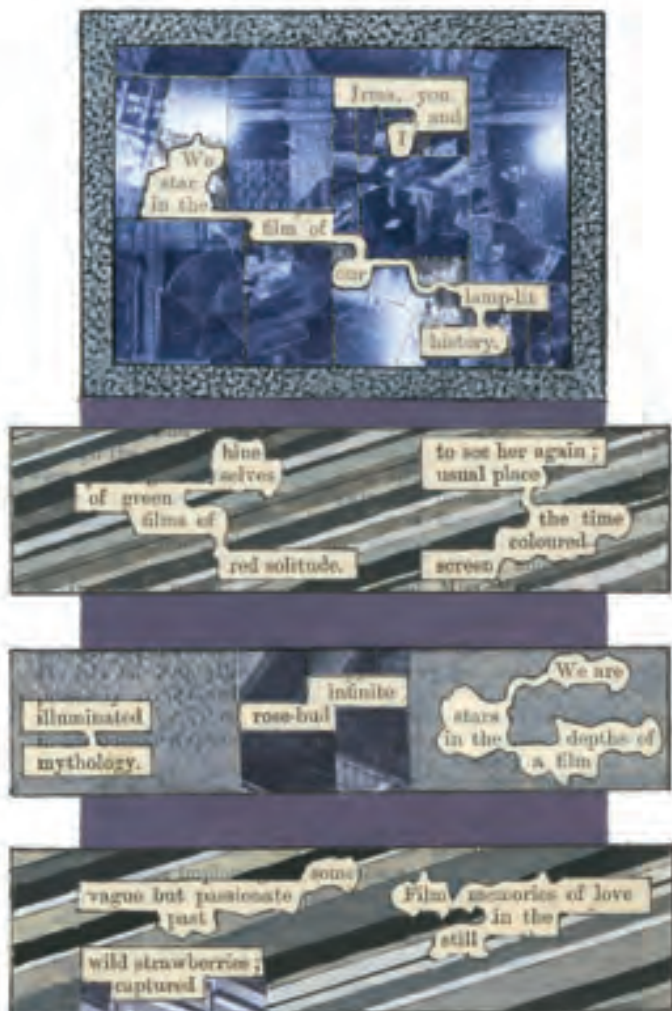 Irma, you
and
I
We
star
in the
film of
our
lamp-lit
history.
blue
selves
of green
films of
red solitude.
to see her again;
usual place
the time
coloured
screen
illuminated
mythology.
infinite
rose-bud
We are
stars
in the
depths of
a film
some
vague but passionate
past
wild strawberries;
captured
Film memories of love
in the
still